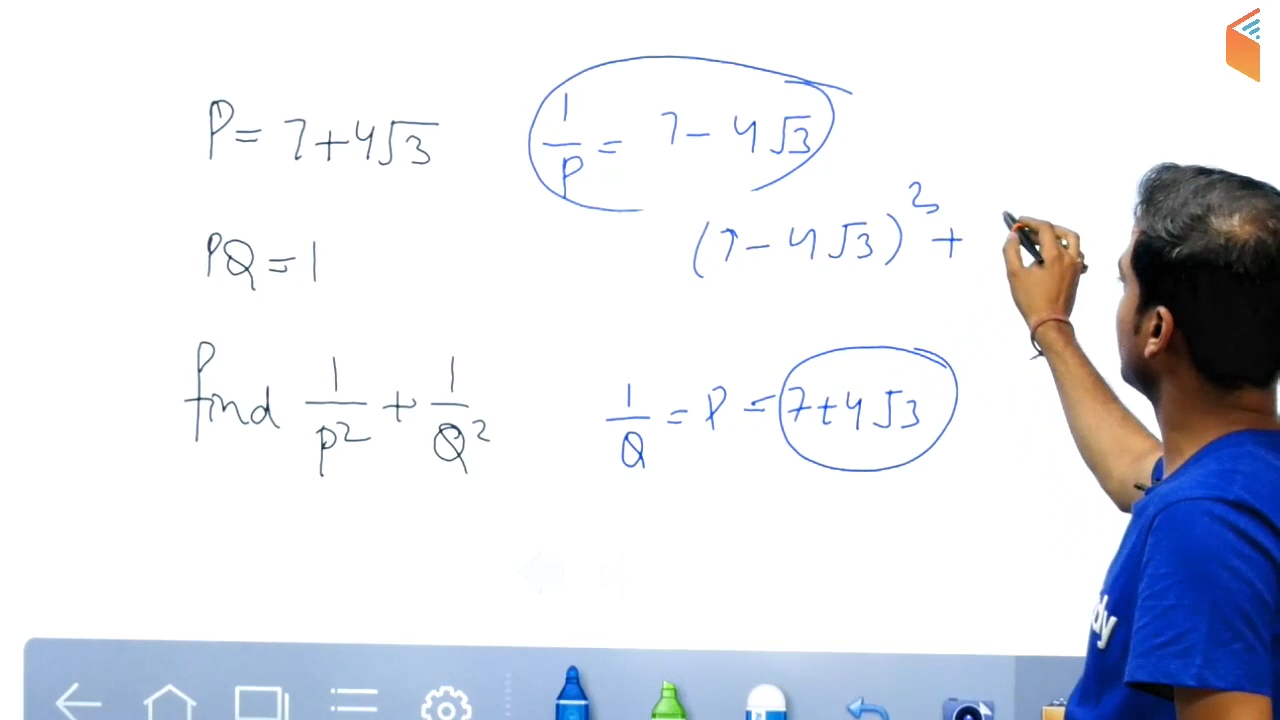 P = 7+4√3
1/P = 7 - 4√3
(7 - 4√3)² +
PQ = 1
find 1/P² + 1/Q²
1/Q = P = 7+4√3
dy